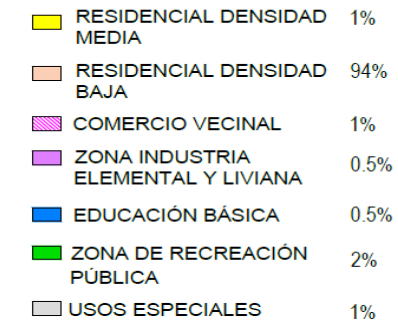 RESIDENCIAL DENSIDAD 1%
MEDIA
RESIDENCIAL DENSIDAD 94%
BAJA
COMERCIO VECINAL 1%
ZONA INDUSTRIA 0.5%
ELEMENTAL Y LIVIANA
EDUCACIÓN BÁSICA 0.5%
ZONA DE RECREACIÓN 2%
PÚBLICA
USOS ESPECIALES 1%